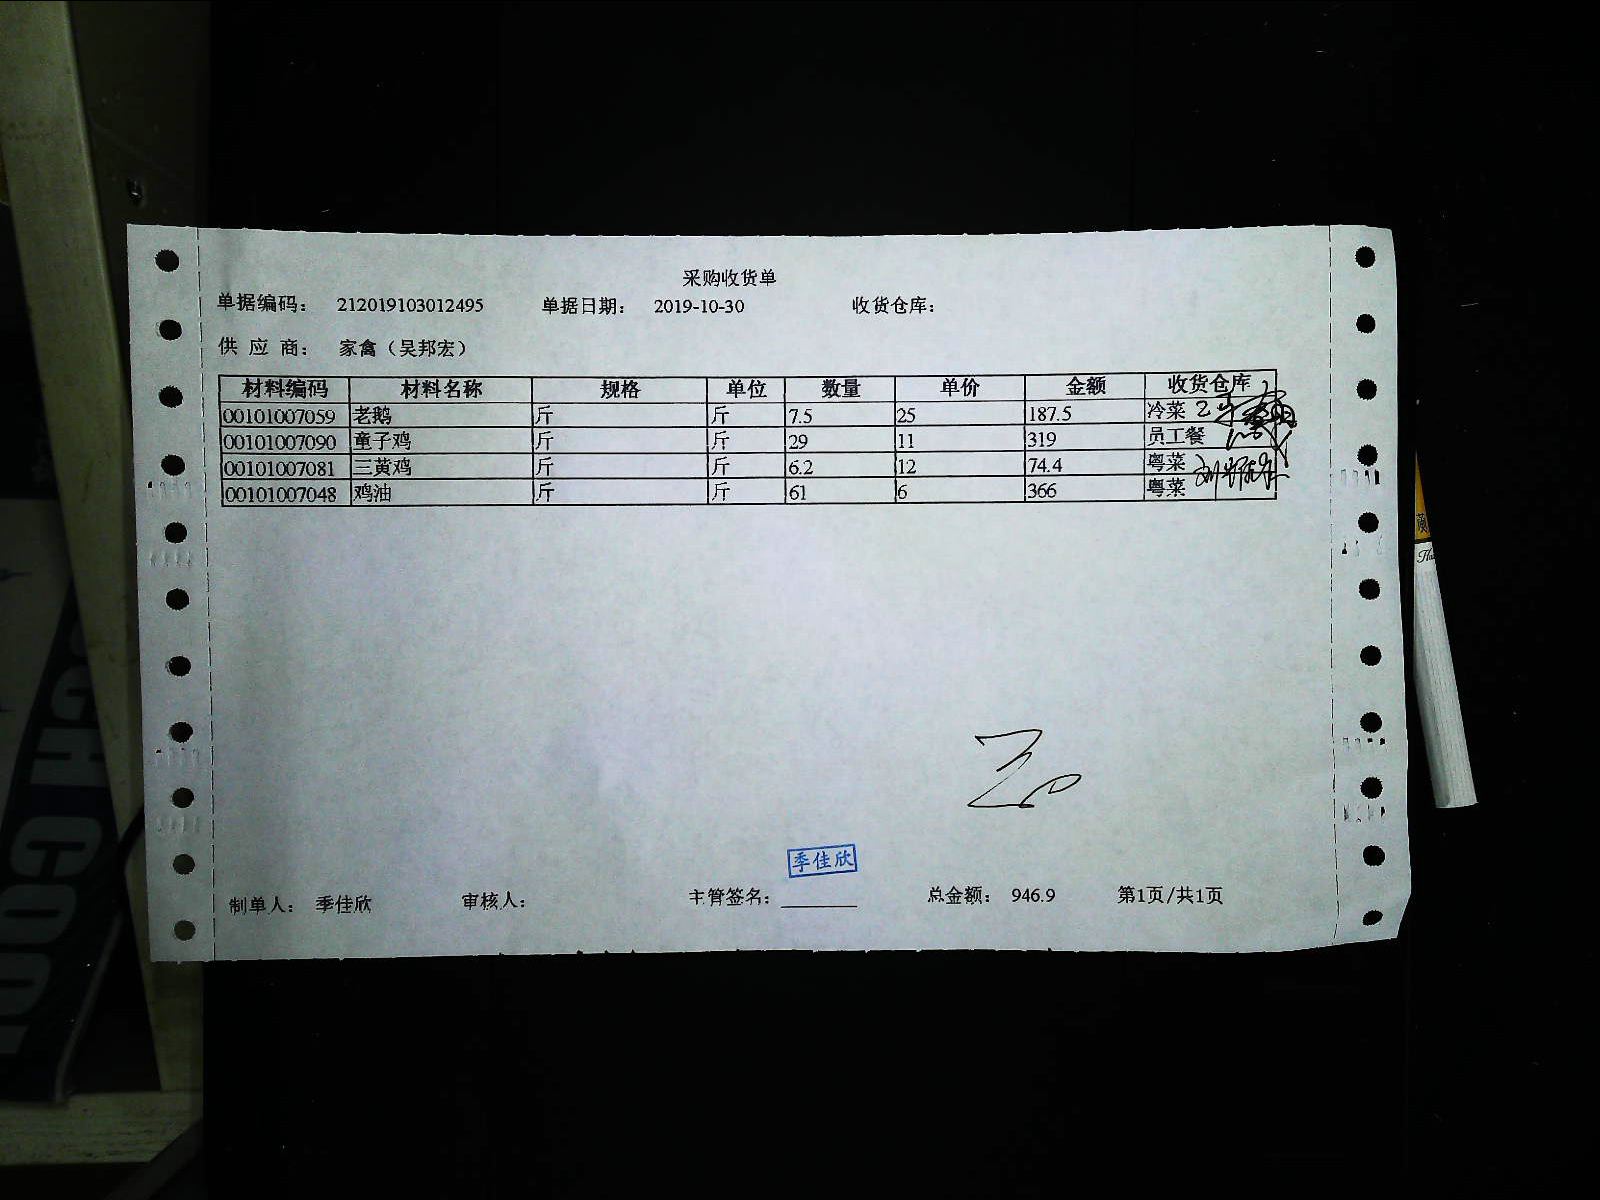 采购收货单
单据编码： 212019103012495 单据日期： 2019-10-30 收货仓库：
供 应 商： 家禽（吴邦宏）
材料编码 材料名称 规格 单位 数量 单价 金额 收货仓库
00101007059 老鹅 斤 斤 7.5 25 187.5 冷菜
00101007090 童子鸡 斤 斤 29 11 319 员工餐
00101007081 三黄鸡 斤 斤 6.2 12 74.4 粤菜
00101007048 鸡油 斤 斤 61 6 366 粤菜
季佳欣
制单人： 季佳欣 审核人： 主管签名： 总金额： 946.9 第1页/共1页